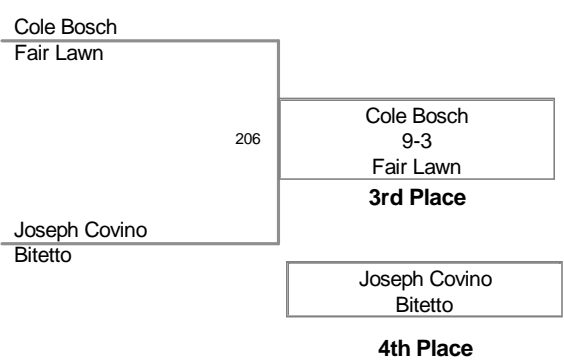 Cole Bosch
Fair Lawn
206
Cole Bosch
9-3
Fair Lawn
3rd Place
Joseph Covino
Bitetto
Joseph Covino
Bitetto
4th Place